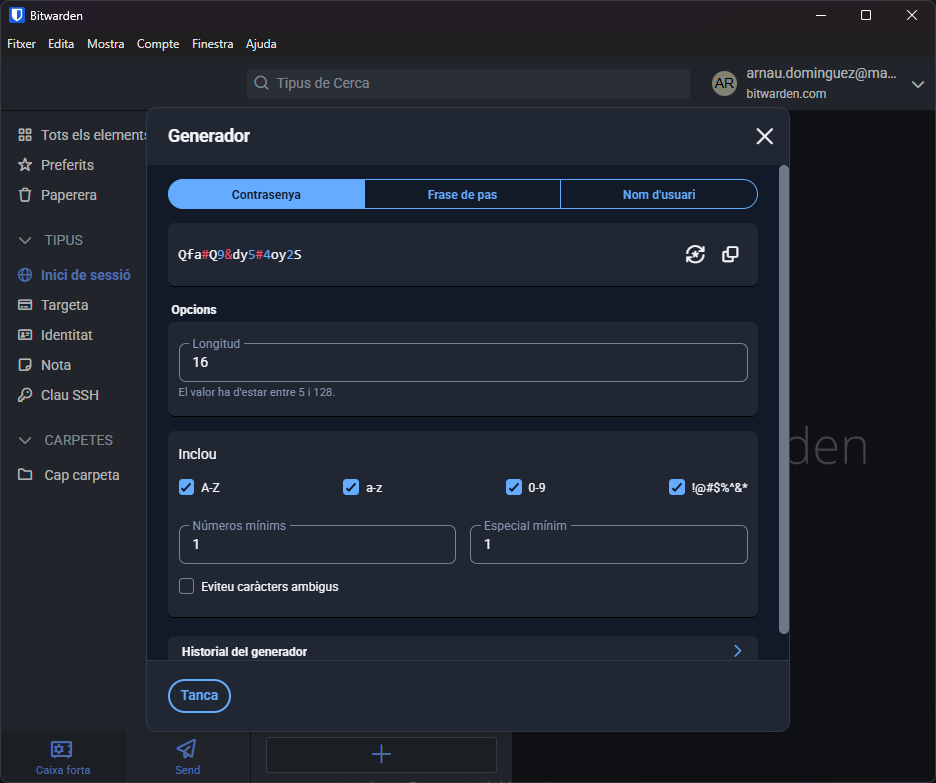 Bitwarden
Fitxer Edita Mostra Compte Finestra Ajuda
Tipus de Cerca
AR
arnau.dominguez@ma...
bitwarden.com
Tots els elements
Preferits
Paperera
TIPUS
Inici de sessió
Targeta
Identitat
Nota
Clau SSH
CARPETES
Cap carpeta
Generador
Contrasenya Frase de pas Nom d'usuari
Qfa#Q9&dy5#4oy2S
Opcions
Longitud
16
El valor ha d'estar entre 5 i 128.
Inclou
A-Z a-z 0-9 !@#$%^&*
Números mínims Especial mínim
1 1
Eviteu caràcters ambigus
Historial del generador
Tanca
rden
Caixa forta Send